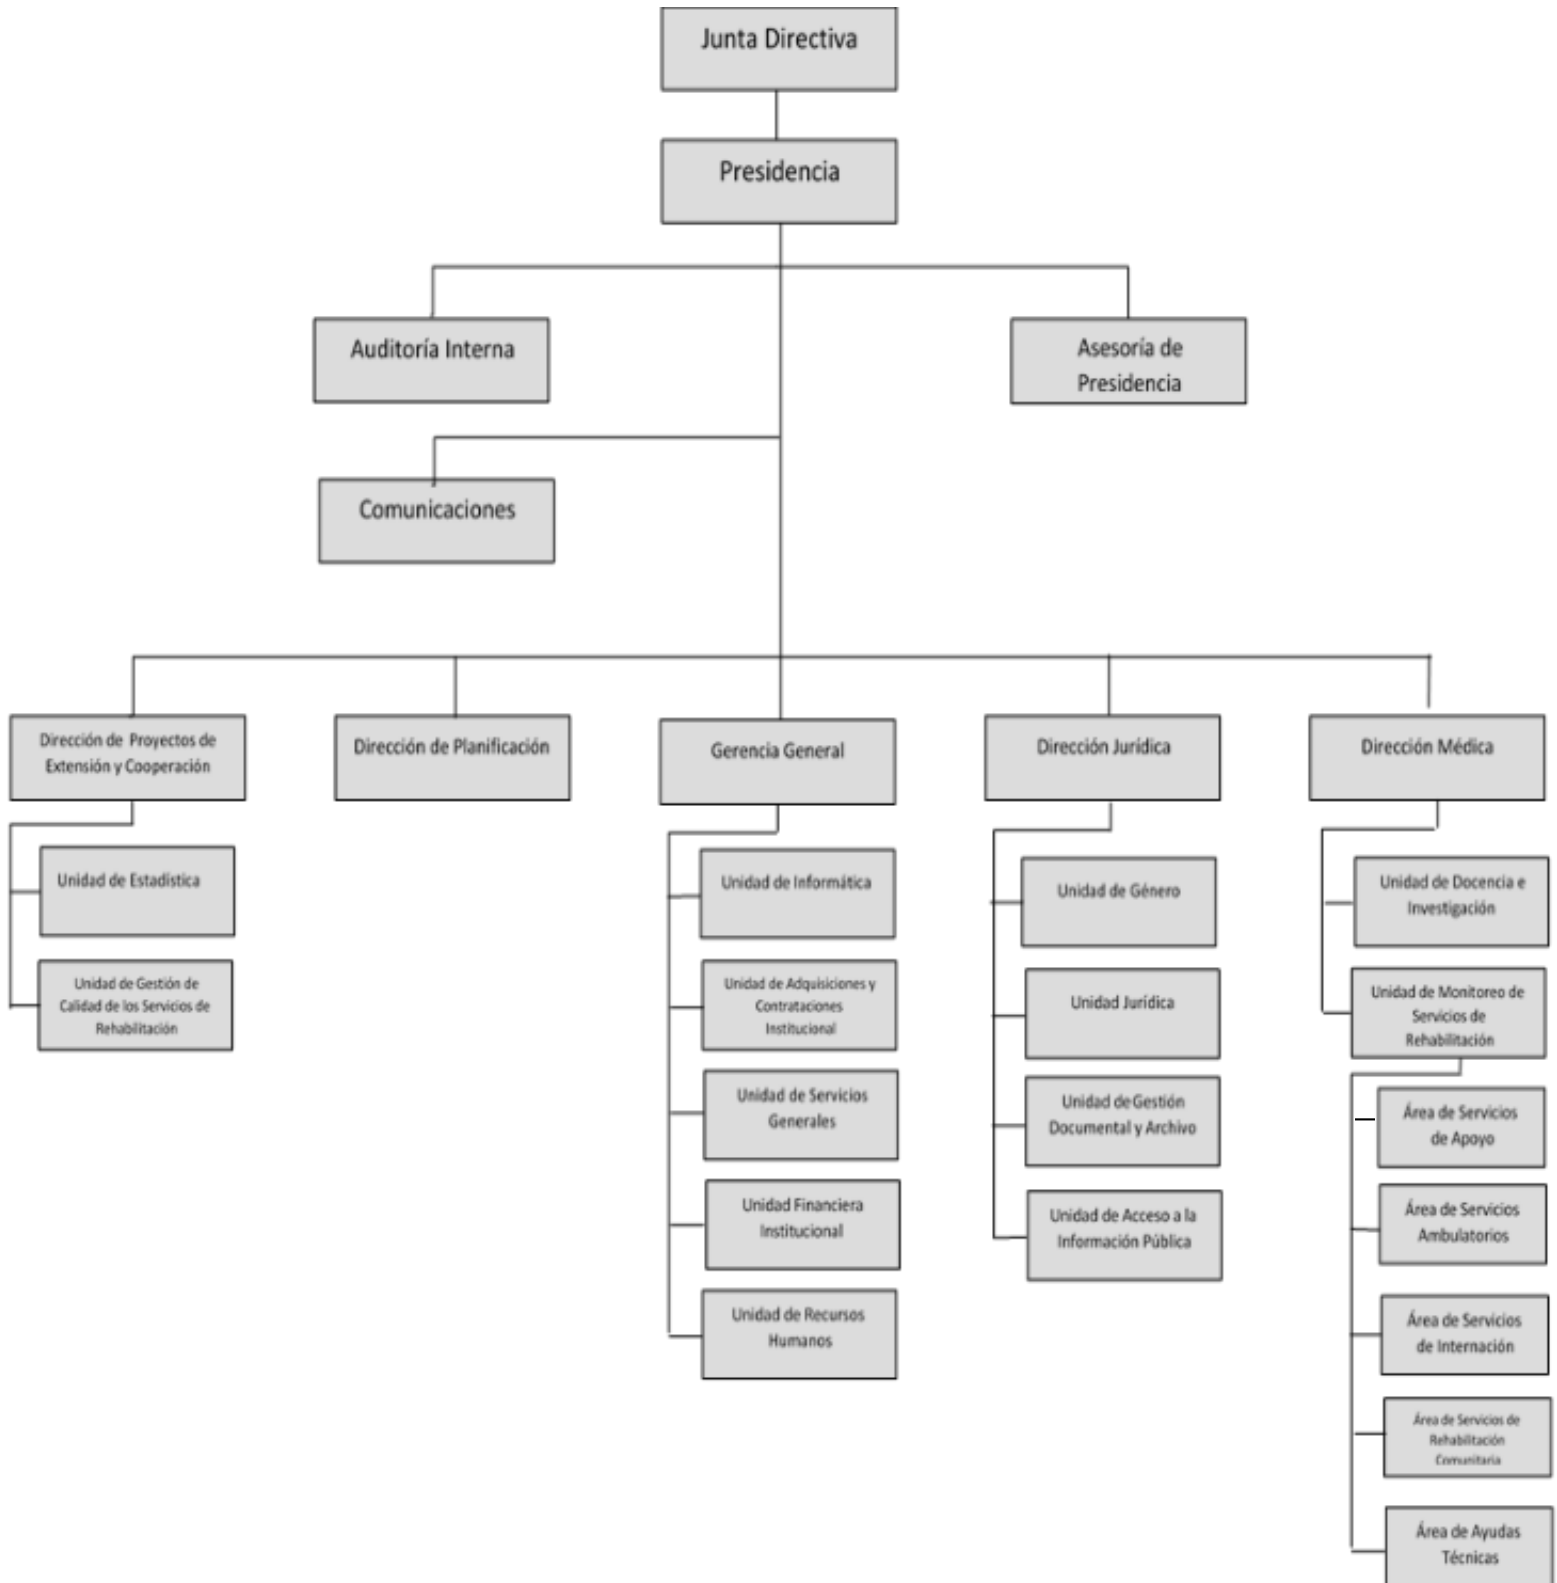 Junta Directiva
Presidencia
Auditoría Interna
Asesoría de
Presidencia
Comunicaciones
Dirección de Proyectos de
Extensión y Cooperación
Dirección de Planificación
Gerencia General
Dirección Jurídica
Dirección Médica
Unidad de Estadística
Unidad de Gestión de
Calidad de los Servicios de
Rehabilitación
Unidad de Informática
Unidad de Adquisiciones y
Contrataciones
Institucional
Unidad de Servicios
Generales
Unidad Financiera
Institucional
Unidad de Recursos
Humanos
Unidad de Género
Unidad Jurídica
Unidad de Gestión
Documental y Archivo
Unidad de Acceso a la
Información Pública
Unidad de Docencia e
Investigación
Unidad de Monitoreo de
Servicios de
Rehabilitación
Área de Servicios
de Apoyo
Área de Servicios
Ambulatorios
Área de Servicios
de Internación
Área de Servicios de
Rehabilitación
Comunitaria
Área de Ayudas
Técnicas